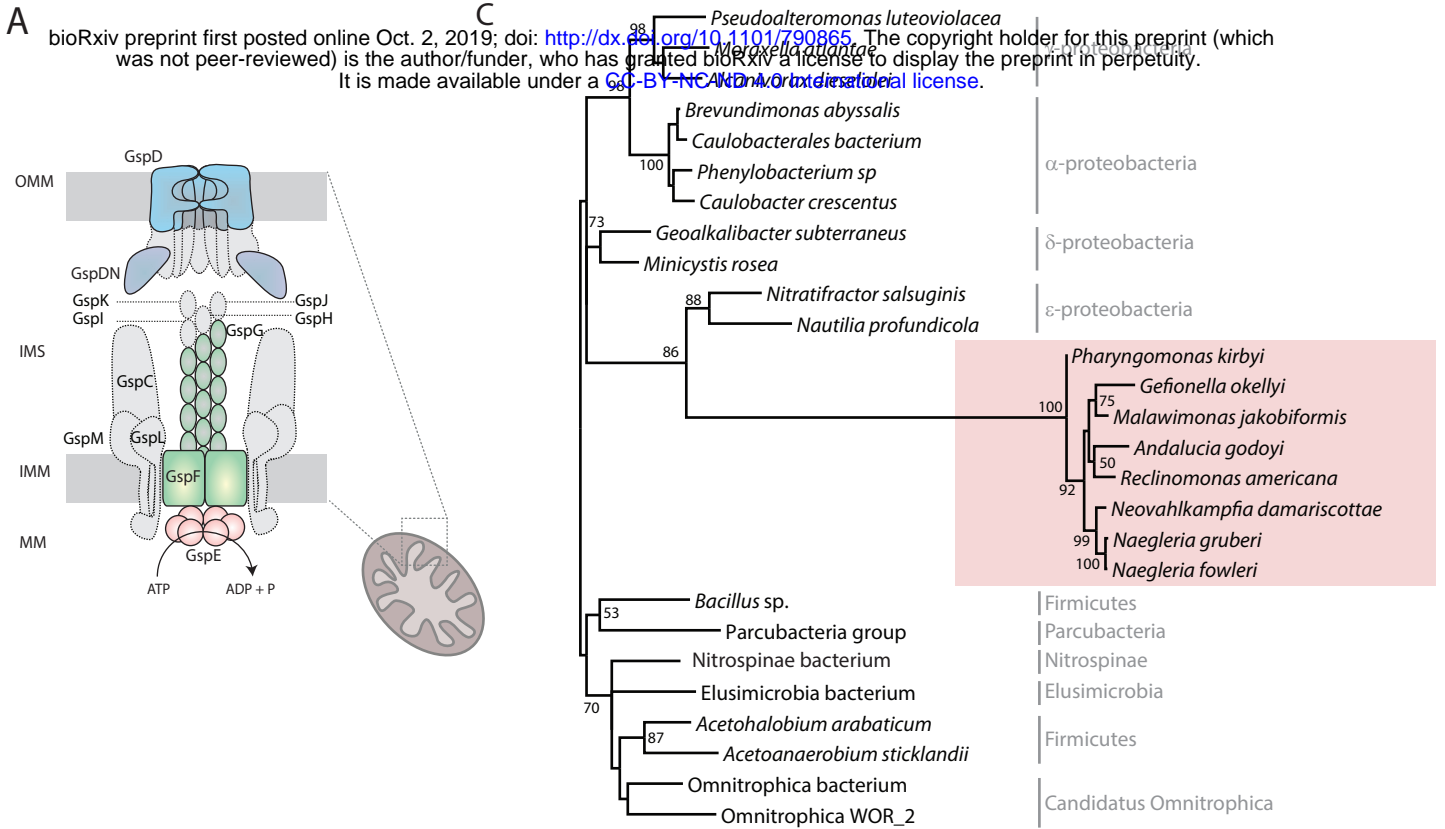 A
C
bioRxiv preprint first posted online Oct. 2, 2019; doi: http://dx.doi.org/10.1101/790865. The copyright holder for this preprint (which
was not peer-reviewed) is the author/funder, who has granted bioRxiv a license to display the preprint in perpetuity.
It is made available under a CC-BY-NC-ND 4.0 International license.
GspD
OMM
GspDN
GspK
GspI
GspJ
GspH
GspG
IMS
GspC
GspM
GspL
IMM
GspF
MM
GspE
ATP
ADP + P
98
Pseudoalteromonas luteoviolacea
Moraxella atlantae
γ-proteobacteria
98
Brevundimonas abyssalis
Caulobacterales bacterium
100
Phenylobacterium sp
Caulobacter crescentus
α-proteobacteria
73
Geoalkalibacter subterraneus
Minicystis rosea
δ-proteobacteria
88
Nitratifractor salsuginis
Nautilia profundicola
ε-proteobacteria
86
100
Pharyngomonas kirbyi
Gefionella okellyi
75
Malawimonas jakobiformis
Andalucia godoyi
50
Reclinomonas americana
92
Neovahlkampfia damariscottae
99
Naegleria gruberi
100
Naegleria fowleri
Bacillus sp.
Firmicutes
53
Parcubacteria group
Parcubacteria
Nitrospinae bacterium
Nitrospinae
Elusimicrobia bacterium
Elusimicrobia
70
Acetohalobium arabaticum
87
Acetoanaerobium sticklandii
Firmicutes
Omnitrophica bacterium
Omnitrophica WOR_2
Candidatus Omnitrophica